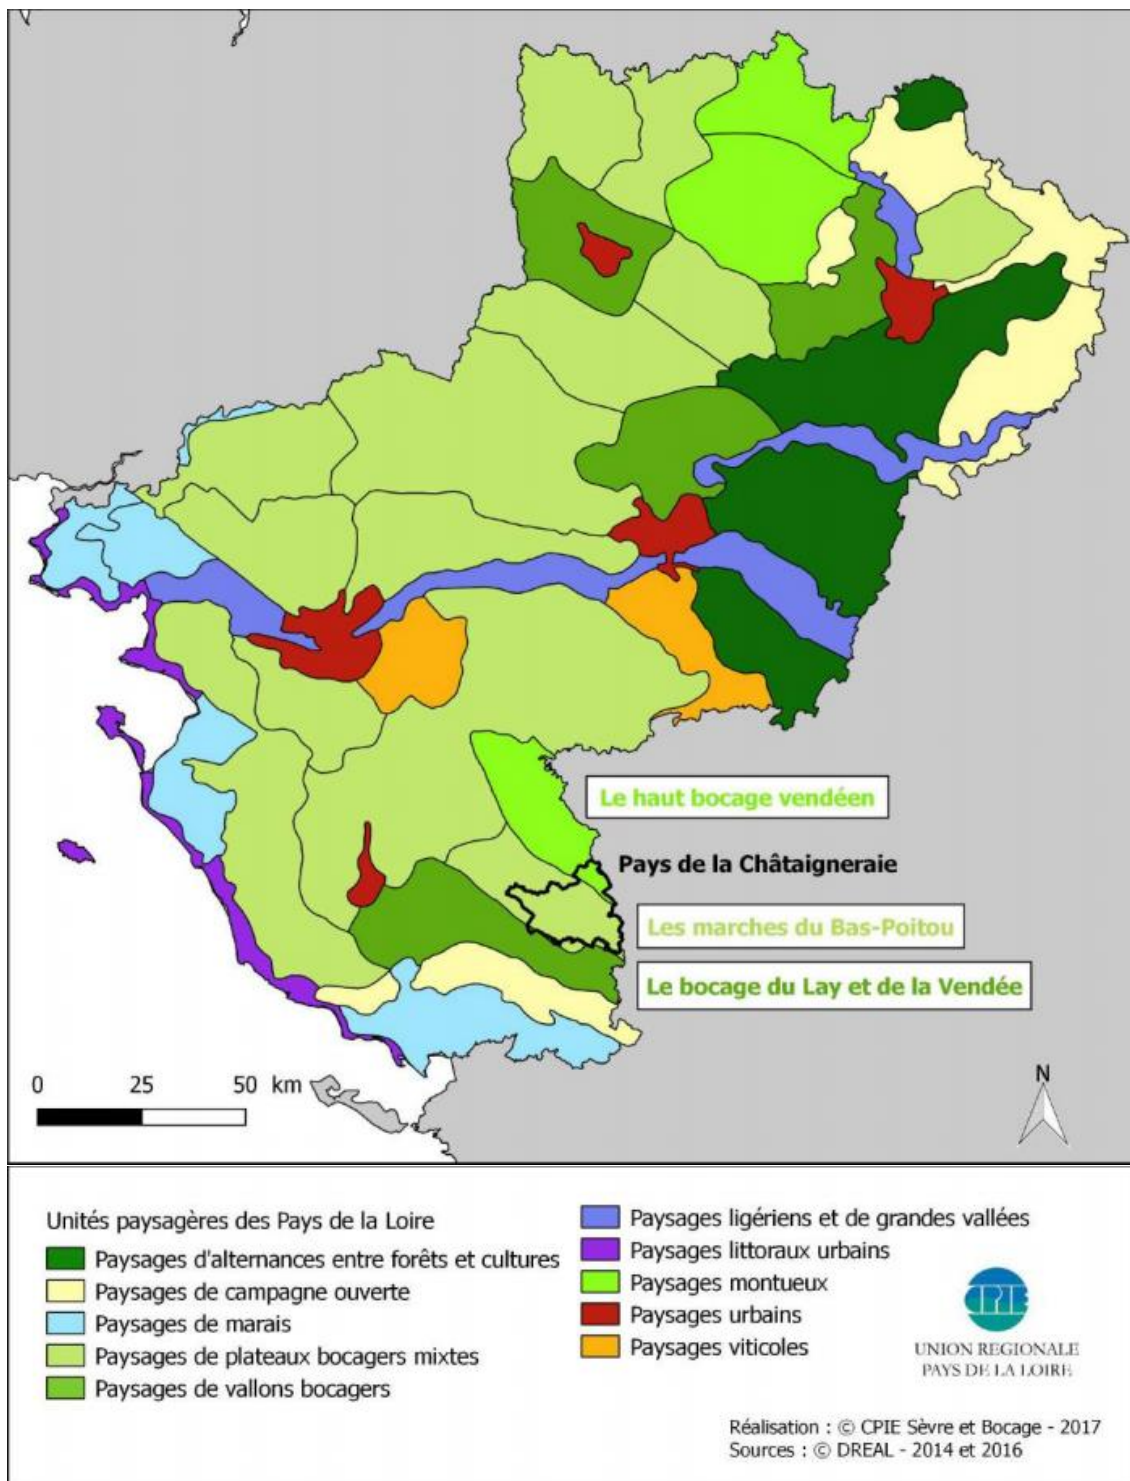 Le haut bocage vendéen
Pays de la Châtaigneraie
Les marches du Bas-Poitou
Le bocage du Lay et de la Vendée
0 25 50 km
N
Unités paysagères des Pays de la Loire
Paysages d'alternances entre forêts et cultures
Paysages de campagne ouverte
Paysages de marais
Paysages de plateaux bocagers mixtes
Paysages de vallons bocagers
Paysages ligériens et de grandes vallées
Paysages littoraux urbains
Paysages montueux
Paysages urbains
Paysages viticoles
CPIE
UNION REGIONALE
PAYS DE LA LOIRE
Réalisation : © CPIE Sèvre et Bocage - 2017
Sources : © DREAL - 2014 et 2016